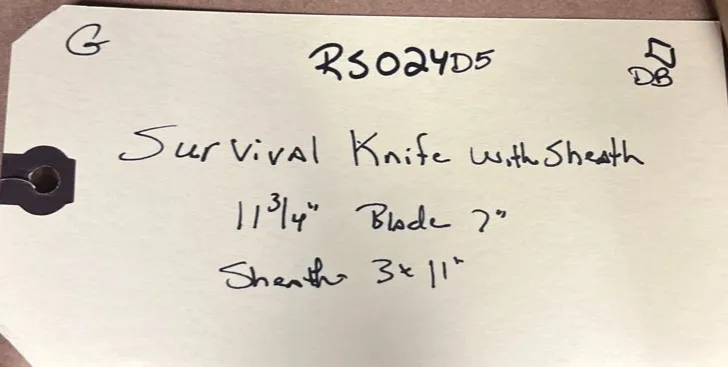 G
RS024D5
DB
Survival Knife with Sheath
11 3/4" Blade 7"
Sheath 3x11"